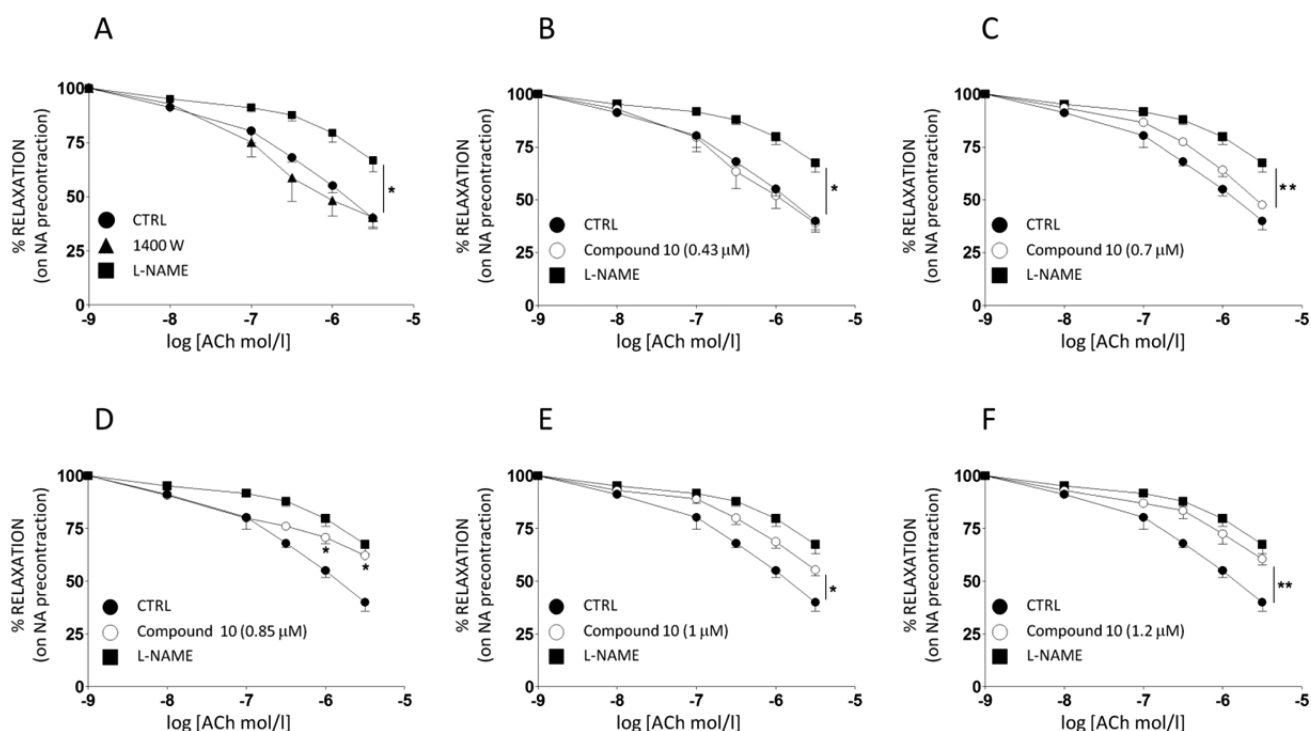 A
% RELAXATION
(on NA precontraction)
100
75
50
25
0
*
CTRL
1400 W
L-NAME
-9 -8 -7 -6 -5
log [ACh mol/l]
B
% RELAXATION
(on NA precontraction)
100
75
50
25
0
*
CTRL
Compound 10 (0.43 μM)
L-NAME
-9 -8 -7 -6 -5
log [ACh mol/l]
C
% RELAXATION
(on NA precontraction)
100
75
50
25
0
**
CTRL
Compound 10 (0.7 μM)
L-NAME
-9 -8 -7 -6 -5
log [ACh mol/l]
D
% RELAXATION
(on NA precontraction)
100
75
50
25
0
*
*
CTRL
Compound 10 (0.85 μM)
L-NAME
-9 -8 -7 -6 -5
log [ACh mol/l]
E
% RELAXATION
(on NA precontraction)
100
75
50
25
0
*
CTRL
Compound 10 (1 μM)
L-NAME
-9 -8 -7 -6 -5
log [ACh mol/l]
F
% RELAXATION
(on NA precontraction)
100
75
50
25
0
**
CTRL
Compound 10 (1.2 μM)
L-NAME
-9 -8 -7 -6 -5
log [ACh mol/l]